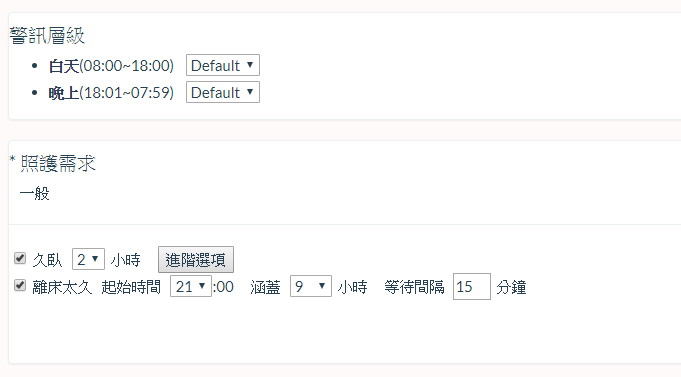 警訊層級
白天(08:00~18:00) Default
晚上(18:01~07:59) Default
* 照護需求
一般
久臥 2 小時 進階選項
離床太久 起始時間 21 :00 涵蓋 9 小時 等待間隔 15 分鐘